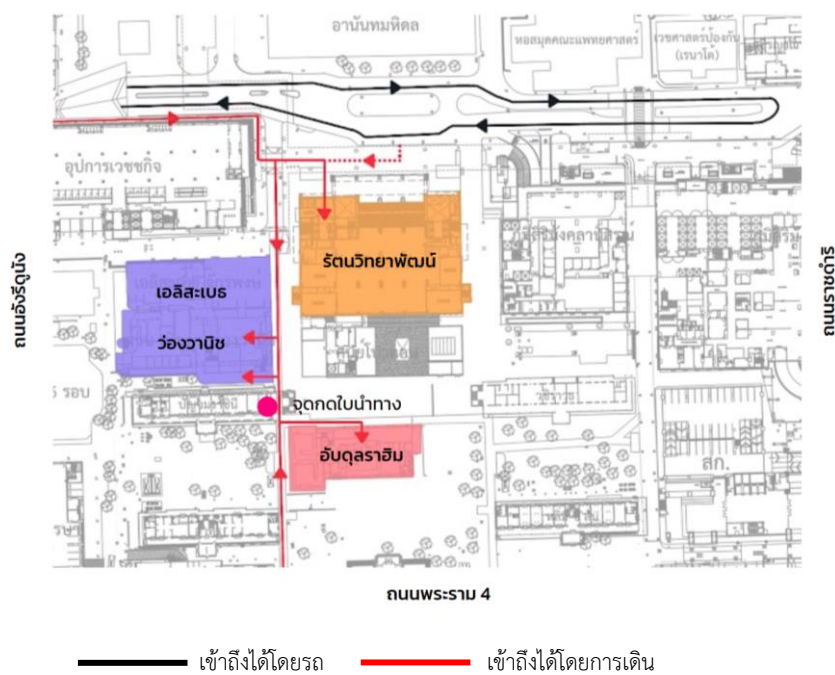 อานันทมหิดล
หอสมุดคณะแพทยศาสตร์
เวชศาสตร์ป้องกัน
(เรนาโต้)
อุปการเวชชกิจ
ถนนอังรีดูนังต์
รัตนวิทยาพัฒน์
เอลิสะเบธ
ว่องวานิช
ถนนราชดำริ
รอบ
จุดกดใบนำทาง
อับดุลราฮิม
สก.
ถนนพระราม 4
เข้าถึงได้โดยรถ
เข้าถึงได้โดยการเดิน